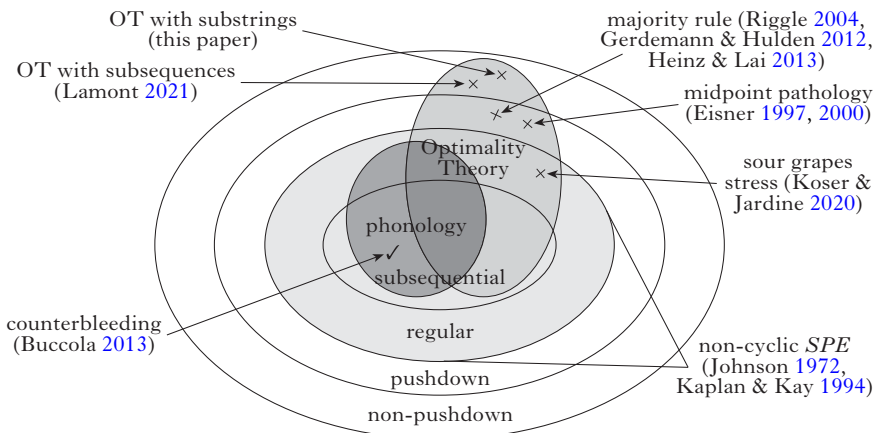 OT with substrings
(this paper)
OT with subsequences
(Lamont 2021)
majority rule (Riggle 2004,
Gerdemann & Hulden 2012,
Heinz & Lai 2013)
midpoint pathology
(Eisner 1997, 2000)
Optimality
Theory
sour grapes
stress (Koser &
Jardine 2020)
phonology
subsequential
counterbleeding
(Buccola 2013)
regular
non-cyclic SPE
(Johnson 1972,
Kaplan & Kay 1994)
pushdown
non-pushdown